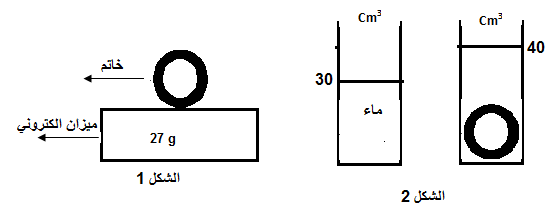 خاتم
ميزان الكتروني
27 g
الشكل 1
Cm³
30
ماء
Cm³
40
الشكل 2